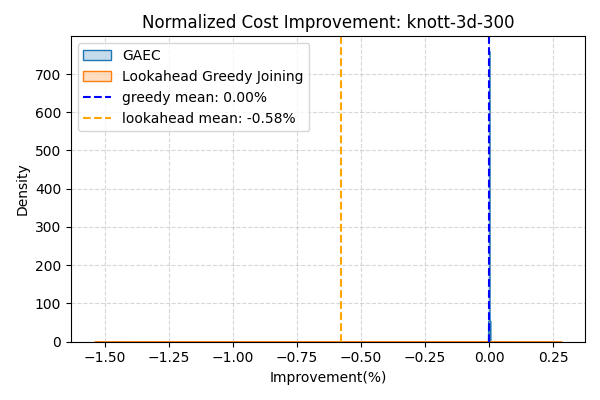 Normalized Cost Improvement: knott-3d-300
GAEC
Lookahead Greedy Joining
greedy mean: 0.00%
lookahead mean: -0.58%
Density
700
600
500
400
300
200
100
0
−1.50 −1.25 −1.00 −0.75 −0.50 −0.25 0.00 0.25
Improvement(%)